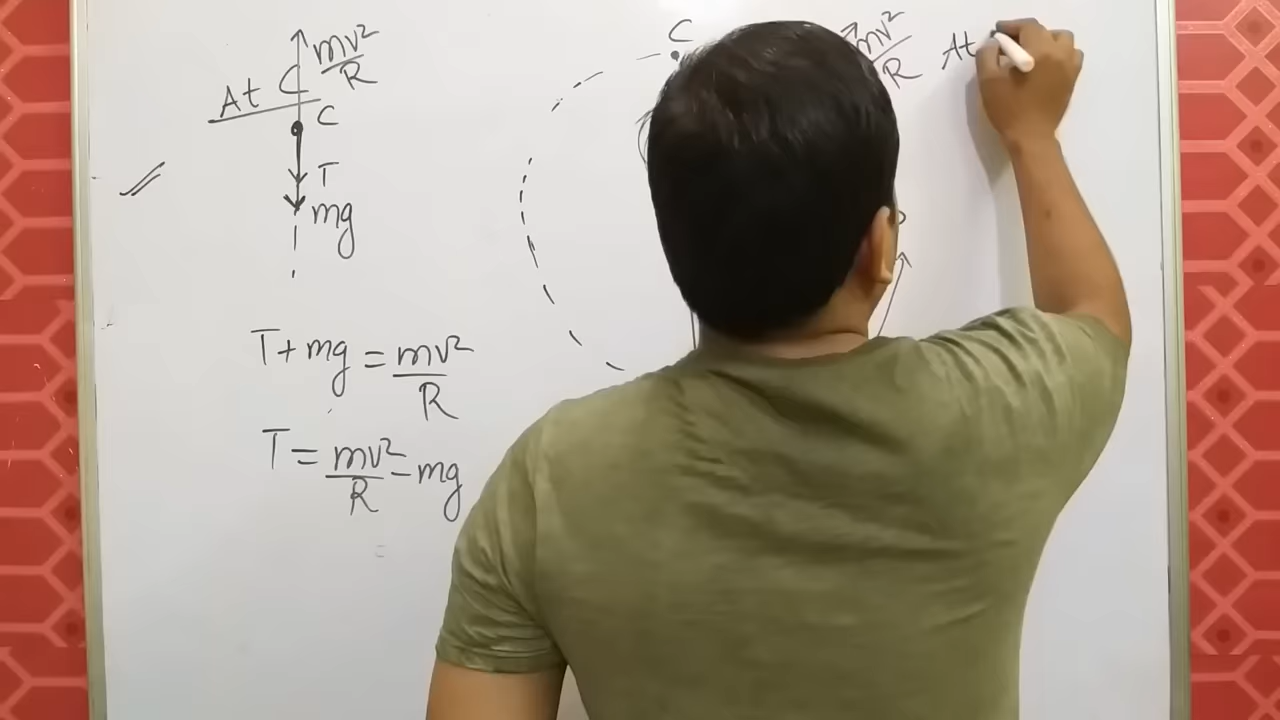 mv²/R
At C
C
T
mg
T+mg = mv²/R
T = mv²/R - mg
C
mv²/R
At